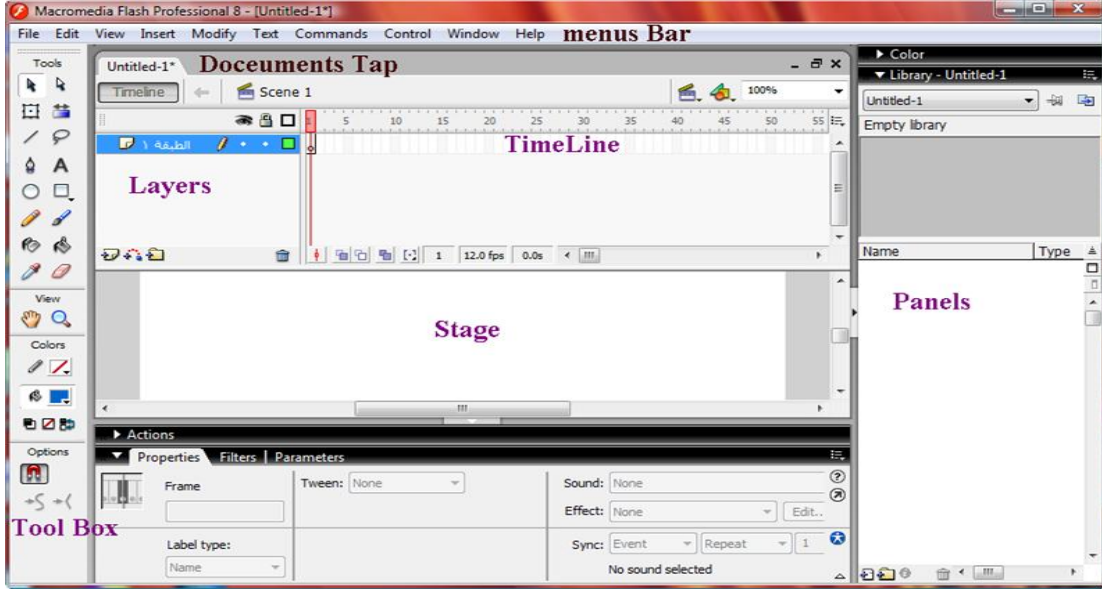 Macromedia Flash Professional 8 - [Untitled-1*]
File Edit View Insert Modify Text Commands Control Window Help menus Bar
Tools
Untitled-1* Doceuments Tap
Timeline Scene 1 100%
1 5 10 15 20 25 30 35 40 45 50 55
الطبقة ١
TimeLine
Layers
1 12.0 fps 0.0s
Stage
View
Colors
Options
Tool Box
Actions
Properties Filters Parameters
Frame
Tween: None
Sound: None
Effect: None Edit..
Label type:
Sync: Event Repeat 1
Name
No sound selected
Color
Library - Untitled-1
Untitled-1
Empty library
Name Type
Panels